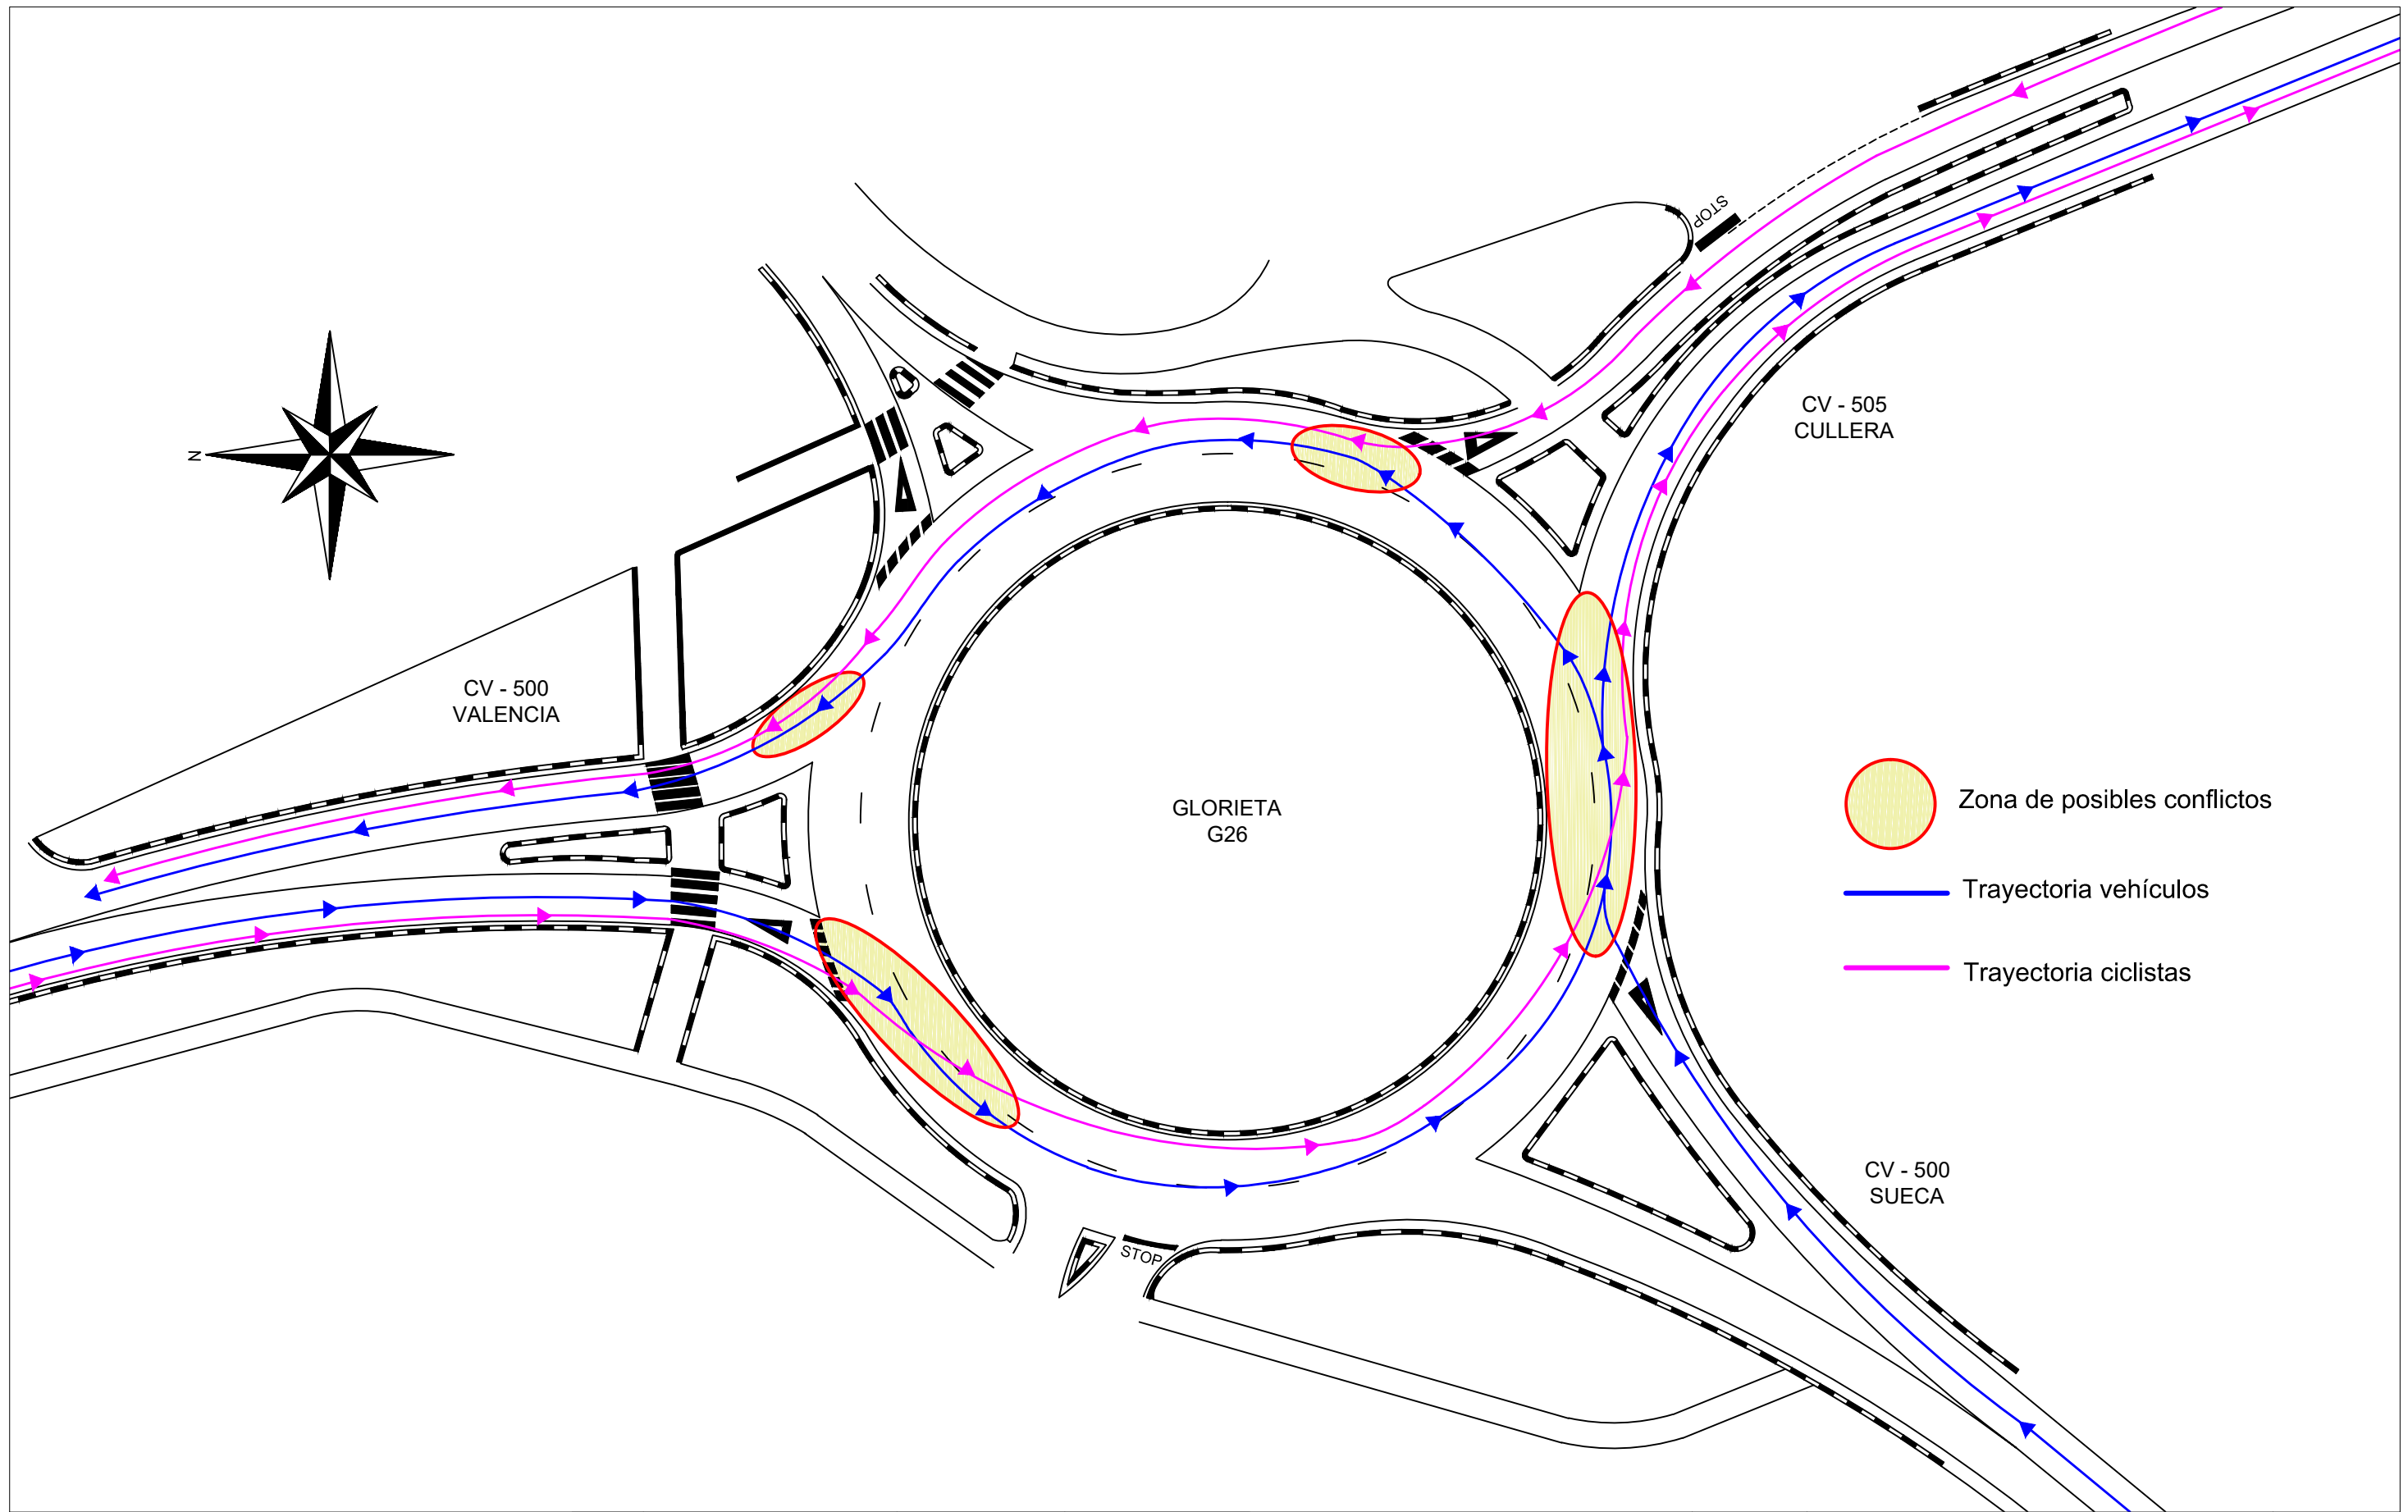 STOP
CV - 505
CULLERA
N
CV - 500
VALENCIA
GLORIETA
G26
Zona de posibles conflictos
Trayectoria vehículos
Trayectoria ciclistas
CV - 500
SUECA
STOP